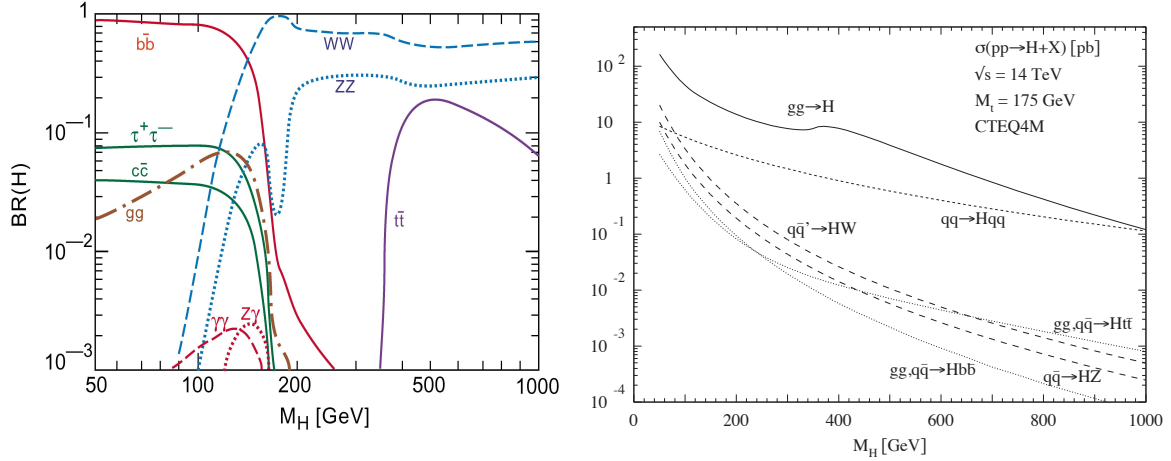 1
10⁻¹
10⁻²
10⁻³
BR(H)
bb̄
WW
ZZ
τ⁺τ⁻
cc̄
gg
tt̄
γγ
Zγ
50
100
200
500
1000
M_H [GeV]
σ(pp→H+X) [pb]
√s = 14 TeV
M_t = 175 GeV
CTEQ4M
gg→H
qq→Hqq
qq̄'→HW
gg,qq̄→Htt̄
gg,qq̄→Hbb̄
qq̄→HZ
10²
10
1
10⁻¹
10⁻²
10⁻³
10⁻⁴
0
200
400
600
800
1000
M_H [GeV]